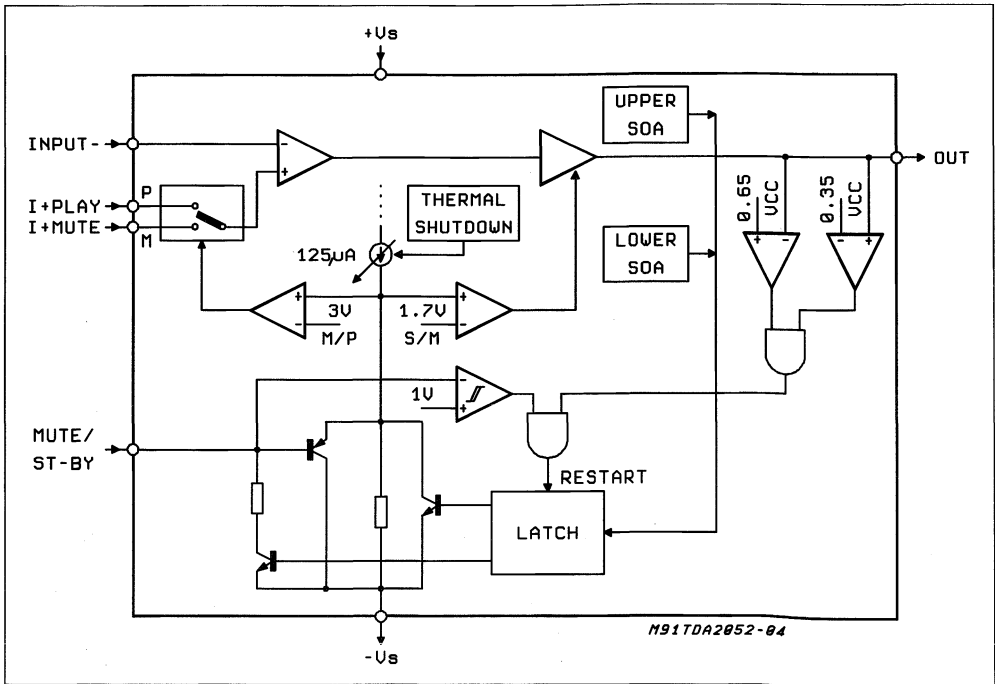 +Vs
UPPER
SOA
INPUT-
-
+
OUT
P
I+PLAY
I+MUTE
M
THERMAL
SHUTDOWN
0.65
VCC
0.35
VCC
+
-
-
+
LOWER
SOA
125µA
+
3V
-
M/P
+
1.7V
-
S/M
-
1V
+
MUTE/
ST-BY
RESTART
LATCH
M91TDA2052-04
-Vs